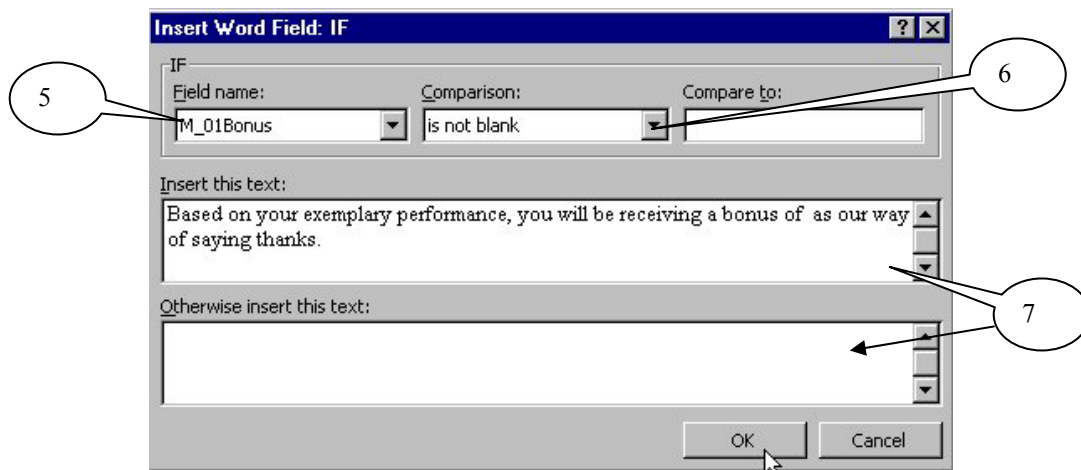 Insert Word Field: IF
IF
Field name: Comparison: Compare to:
M_01Bonus is not blank
Insert this text:
Based on your exemplary performance, you will be receiving a bonus of  as our way
of saying thanks.
Otherwise insert this text:
OK Cancel
5
6
7